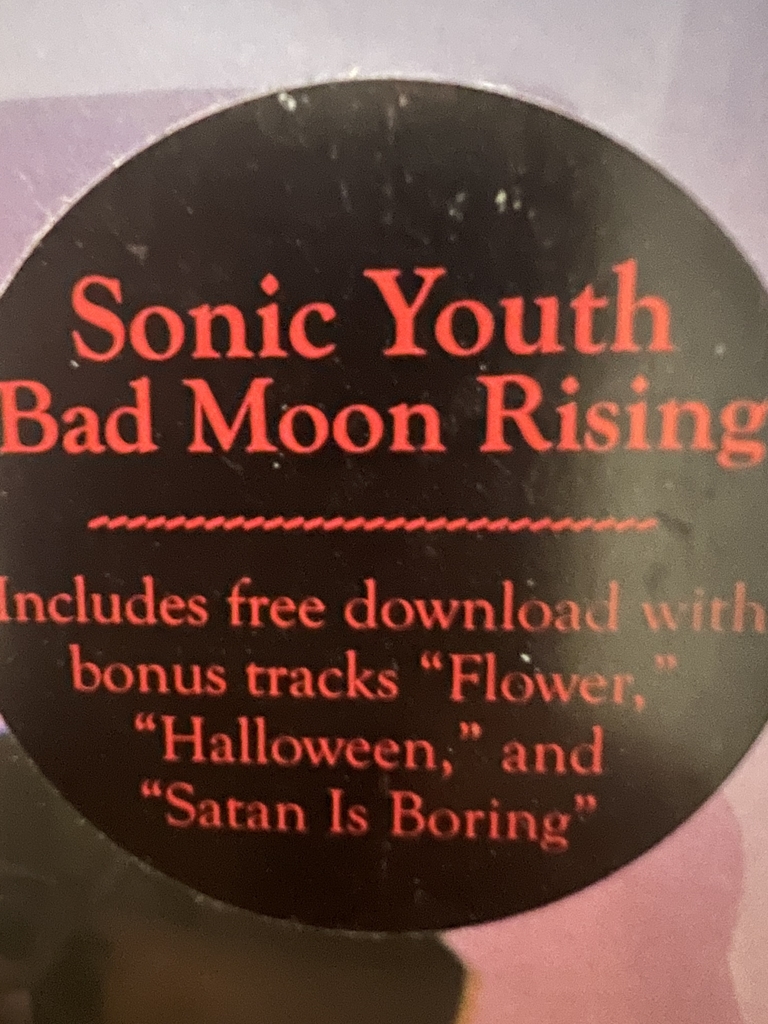 Sonic Youth
Bad Moon Rising
Includes free download with
bonus tracks “Flower,”
“Halloween,” and
“Satan Is Boring”